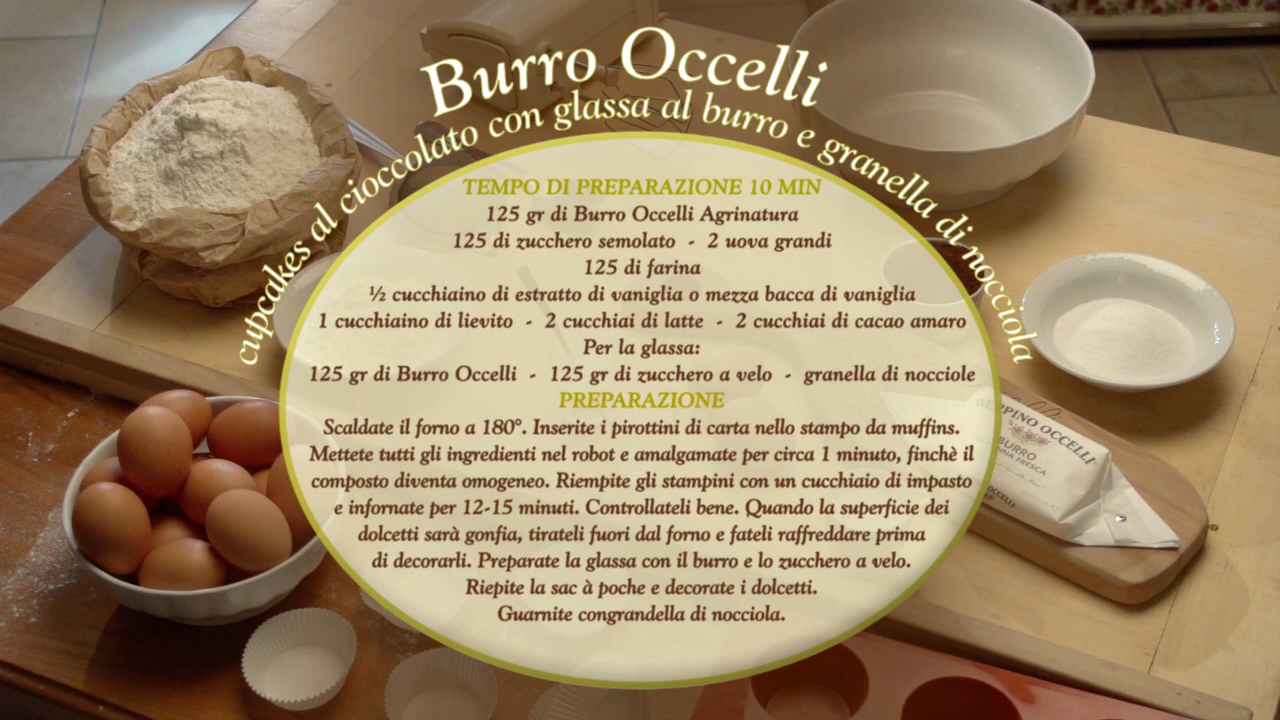 Burro Occelli
cupcakes al cioccolato con glassa al burro e granella di nocciola
TEMPO DI PREPARAZIONE 10 MIN
125 gr di Burro Occelli Agrinatura
125 di zucchero semolato - 2 uova grandi
125 di farina
½ cucchiaino di estratto di vaniglia o mezza bacca di vaniglia
1 cucchiaino di lievito - 2 cucchiai di latte - 2 cucchiai di cacao amaro
Per la glassa:
125 gr di Burro Occelli - 125 gr di zucchero a velo - granella di nocciole
PREPARAZIONE
Scaldate il forno a 180°. Inserite i pirottini di carta nello stampo da muffins.
Mettete tutti gli ingredienti nel robot e amalgamate per circa 1 minuto, finchè il
composto diventa omogeneo. Riempite gli stampini con un cucchiaio di impasto
e infornate per 12-15 minuti. Controllateli bene. Quando la superficie dei
dolcetti sarà gonfia, tirateli fuori dal forno e fateli raffreddare prima
di decorarli. Preparate la glassa con il burro e lo zucchero a velo.
Riepite la sac à poche e decorate i dolcetti.
Guarnite congrandella di nocciola.
BEPPINO OCCELLI
BURRO
PANNA FRESCA
OCCELLI